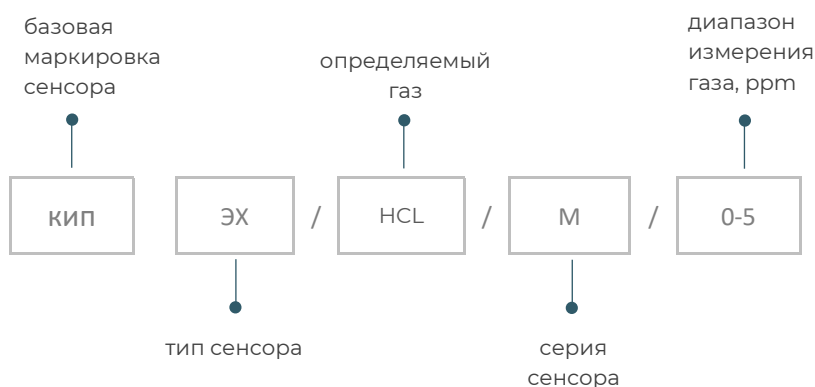 базовая
маркировка
сенсора
определяемый
газ
диапазон
измерения
газа, ppm
кип ЭХ / HCL / М / 0-5
тип сенсора
серия
сенсора